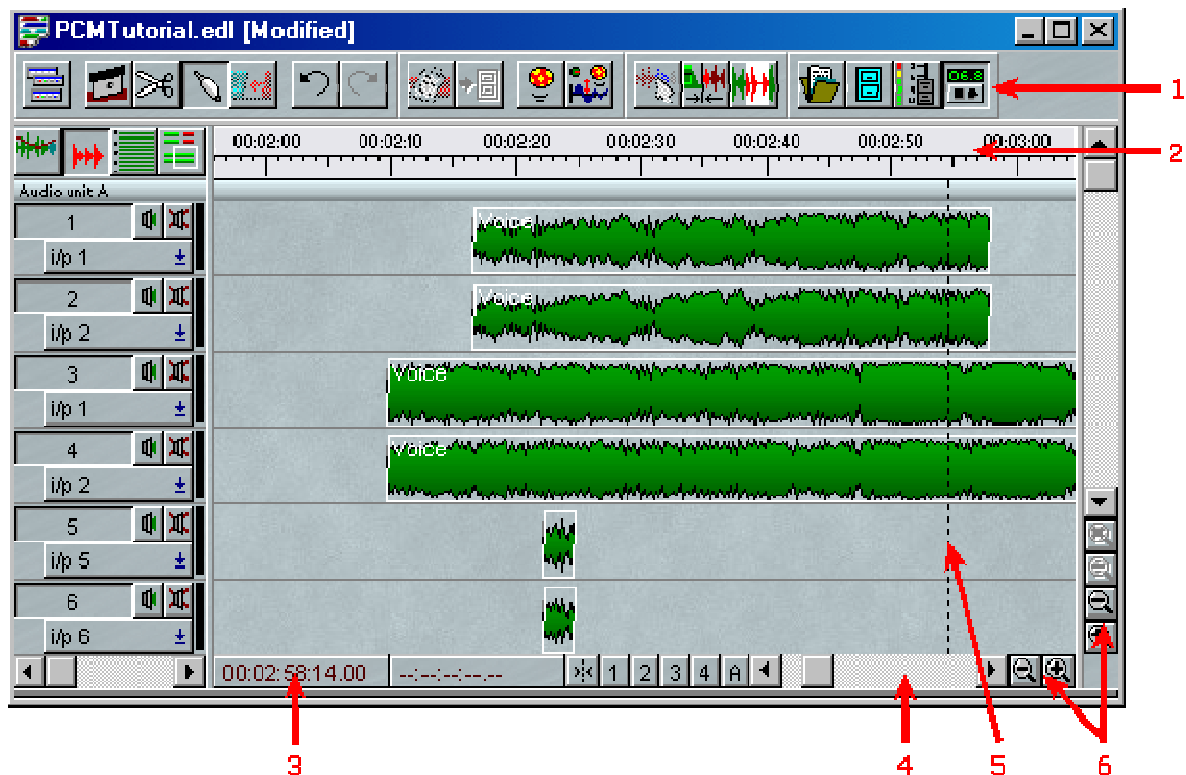 PCMTutorial.edl [Modified]
06.8
1
00:02:00 00:02:10 00:02:20 00:02:30 00:02:40 00:02:50 00:03:00
2
Audio unit A
1
Voice
i/p 1
2
Voice
i/p 2
3
Voice
i/p 1
4
Voice
i/p 2
5
i/p 5
6
i/p 6
00:02:58:14.00 --:--:--.-- 1 2 3 4 A
3 4 5 6